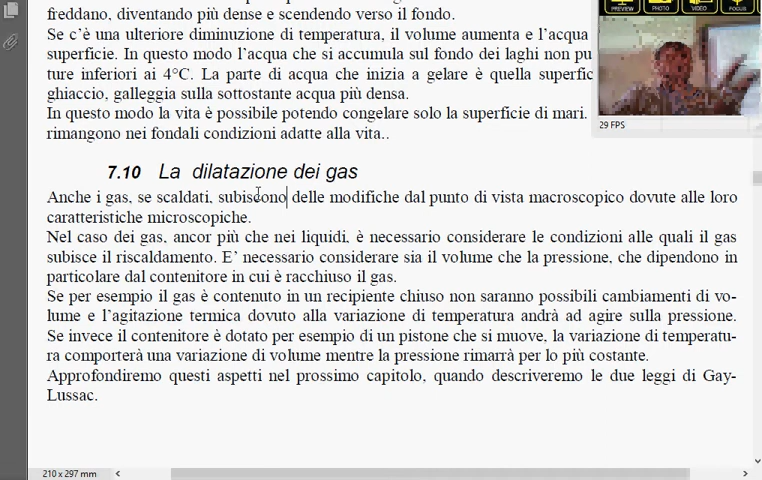 freddano, diventando più dense e scendendo verso il fondo.
Se c'è una ulteriore diminuzione di temperatura, il volume aumenta e l'acqua
superficie. In questo modo l'acqua che si accumula sul fondo dei laghi non pu
ture inferiori ai 4°C. La parte di acqua che inizia a gelare è quella superfic
ghiaccio, galleggia sulla sottostante acqua più densa.
In questo modo la vita è possibile potendo congelare solo la superficie di mari.
rimangono nei fondali condizioni adatte alla vita..
PREVIEW PHOTO VIDEO FOCUS
29 FPS
7.10 La dilatazione dei gas
Anche i gas, se scaldati, subiscono delle modifiche dal punto di vista macroscopico dovute alle loro
caratteristiche microscopiche.
Nel caso dei gas, ancor più che nei liquidi, è necessario considerare le condizioni alle quali il gas
subisce il riscaldamento. E' necessario considerare sia il volume che la pressione, che dipendono in
particolare dal contenitore in cui è racchiuso il gas.
Se per esempio il gas è contenuto in un recipiente chiuso non saranno possibili cambiamenti di vo-
lume e l'agitazione termica dovuto alla variazione di temperatura andrà ad agire sulla pressione.
Se invece il contenitore è dotato per esempio di un pistone che si muove, la variazione di temperatu-
ra comporterà una variazione di volume mentre la pressione rimarrà per lo più costante.
Approfondiremo questi aspetti nel prossimo capitolo, quando descriveremo le due leggi di Gay-
Lussac.
210 x 297 mm